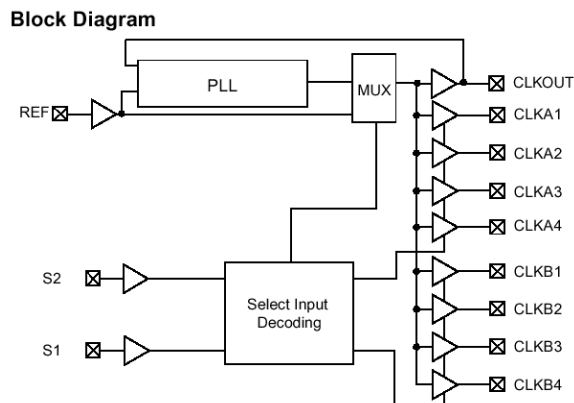 Block Diagram
PLL
MUX
REF
CLKOUT
CLKA1
CLKA2
CLKA3
CLKA4
S2
S1
Select Input
Decoding
CLKB1
CLKB2
CLKB3
CLKB4